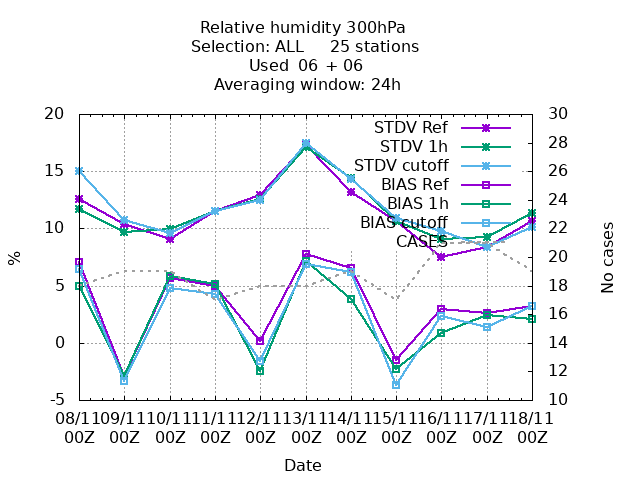 Relative humidity 300hPa
Selection: ALL     25 stations
Used  06 + 06
Averaging window: 24h
20
15
10
5
0
-5
%
30
28
26
24
22
20
18
16
14
12
10
No cases
STDV Ref
STDV 1h
STDV cutoff
BIAS Ref
BIAS 1h
BIAS cutoff
CASES
08/11 09/11 10/11 11/11 12/11 13/11 14/11 15/11 16/11 17/11 18/11
00Z 00Z 00Z 00Z 00Z 00Z 00Z 00Z 00Z 00Z 00Z
Date